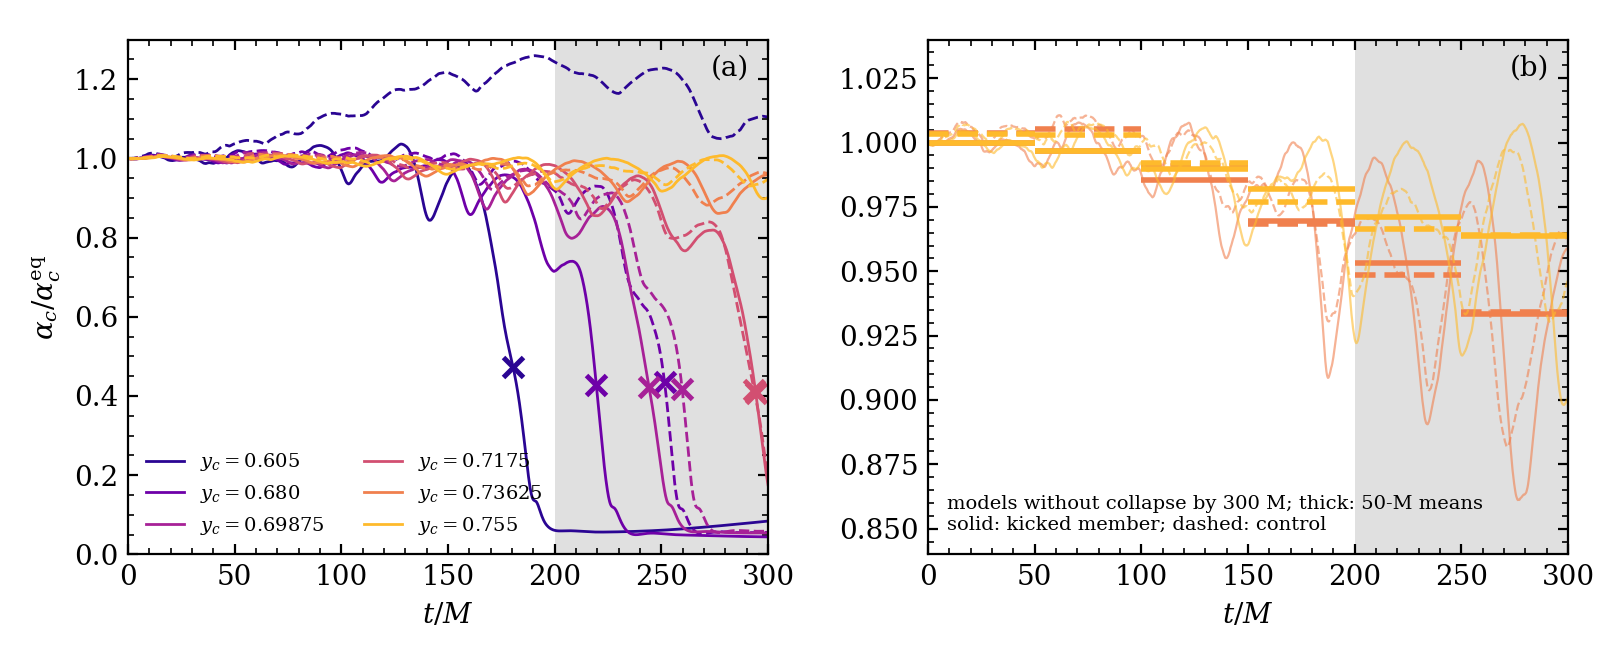 (a)
1.2
1.0
0.8
0.6
0.4
0.2
0.0
α_c/α_c^eq
y_c = 0.605
y_c = 0.680
y_c = 0.69875
y_c = 0.7175
y_c = 0.73625
y_c = 0.755
0 50 100 150 200 250 300
t/M
(b)
1.025
1.000
0.975
0.950
0.925
0.900
0.875
0.850
models without collapse by 300 M; thick: 50-M means
solid: kicked member; dashed: control
0 50 100 150 200 250 300
t/M